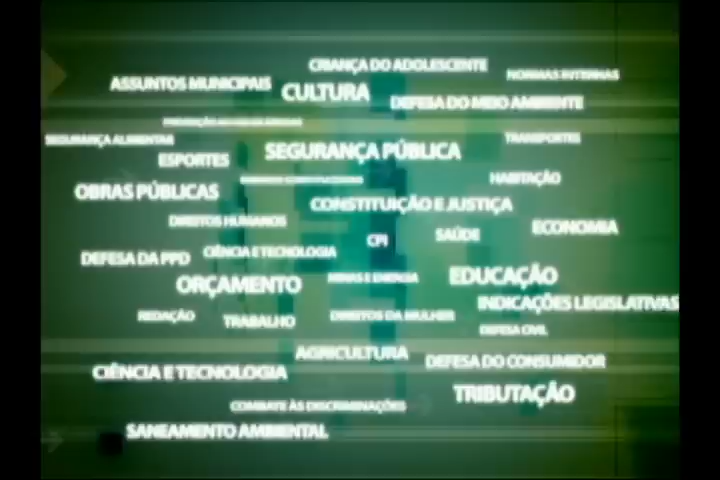 CRIANÇA DO ADOLESCENTE
NORMAS INTERNAS
ASSUNTOS MUNICIPAIS
CULTURA
DEFESA DO MEIO AMBIENTE
SEGURANÇA ALIMENTAR
TRANSPORTES
SEGURANÇA PÚBLICA
ESPORTES
HABITAÇÃO
OBRAS PÚBLICAS
CONSTITUIÇÃO E JUSTIÇA
DIREITOS HUMANOS
ECONOMIA
SAÚDE
CPI
CIÊNCIA E TECNOLOGIA
DEFESA DA PPD
EDUCAÇÃO
MINAS E ENERGIA
ORÇAMENTO
INDICAÇÕES LEGISLATIVAS
REDAÇÃO
TRABALHO
DIREITOS DA MULHER
DEFESA CIVIL
AGRICULTURA
DEFESA DO CONSUMIDOR
CIÊNCIA E TECNOLOGIA
TRIBUTAÇÃO
COMBATE ÀS DISCRIMINAÇÕES
SANEAMENTO AMBIENTAL